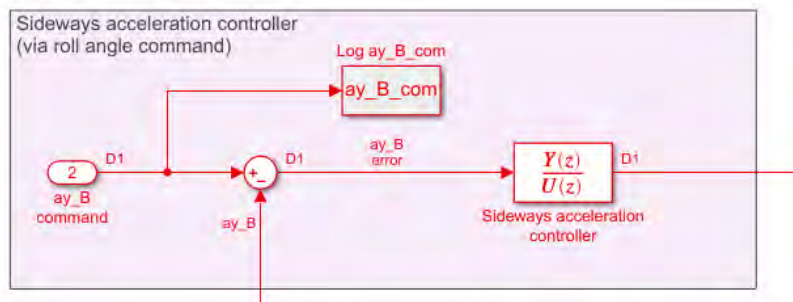 Sideways acceleration controller
(via roll angle command)
Log ay_B_com
ay_B_com
2
D1
ay_B
command
+
_
D1
ay_B
ay_B
error
Y(z)
U(z)
D1
Sideways acceleration
controller